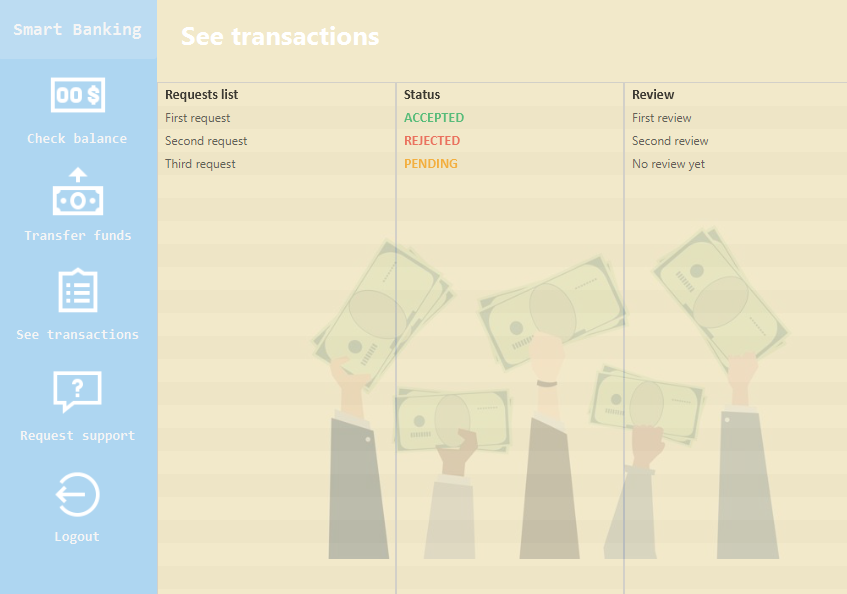 Smart Banking
See transactions
Check balance
Transfer funds
See transactions
Request support
Logout
Requests list Status Review
First request ACCEPTED First review
Second request REJECTED Second review
Third request PENDING No review yet
00 $
?